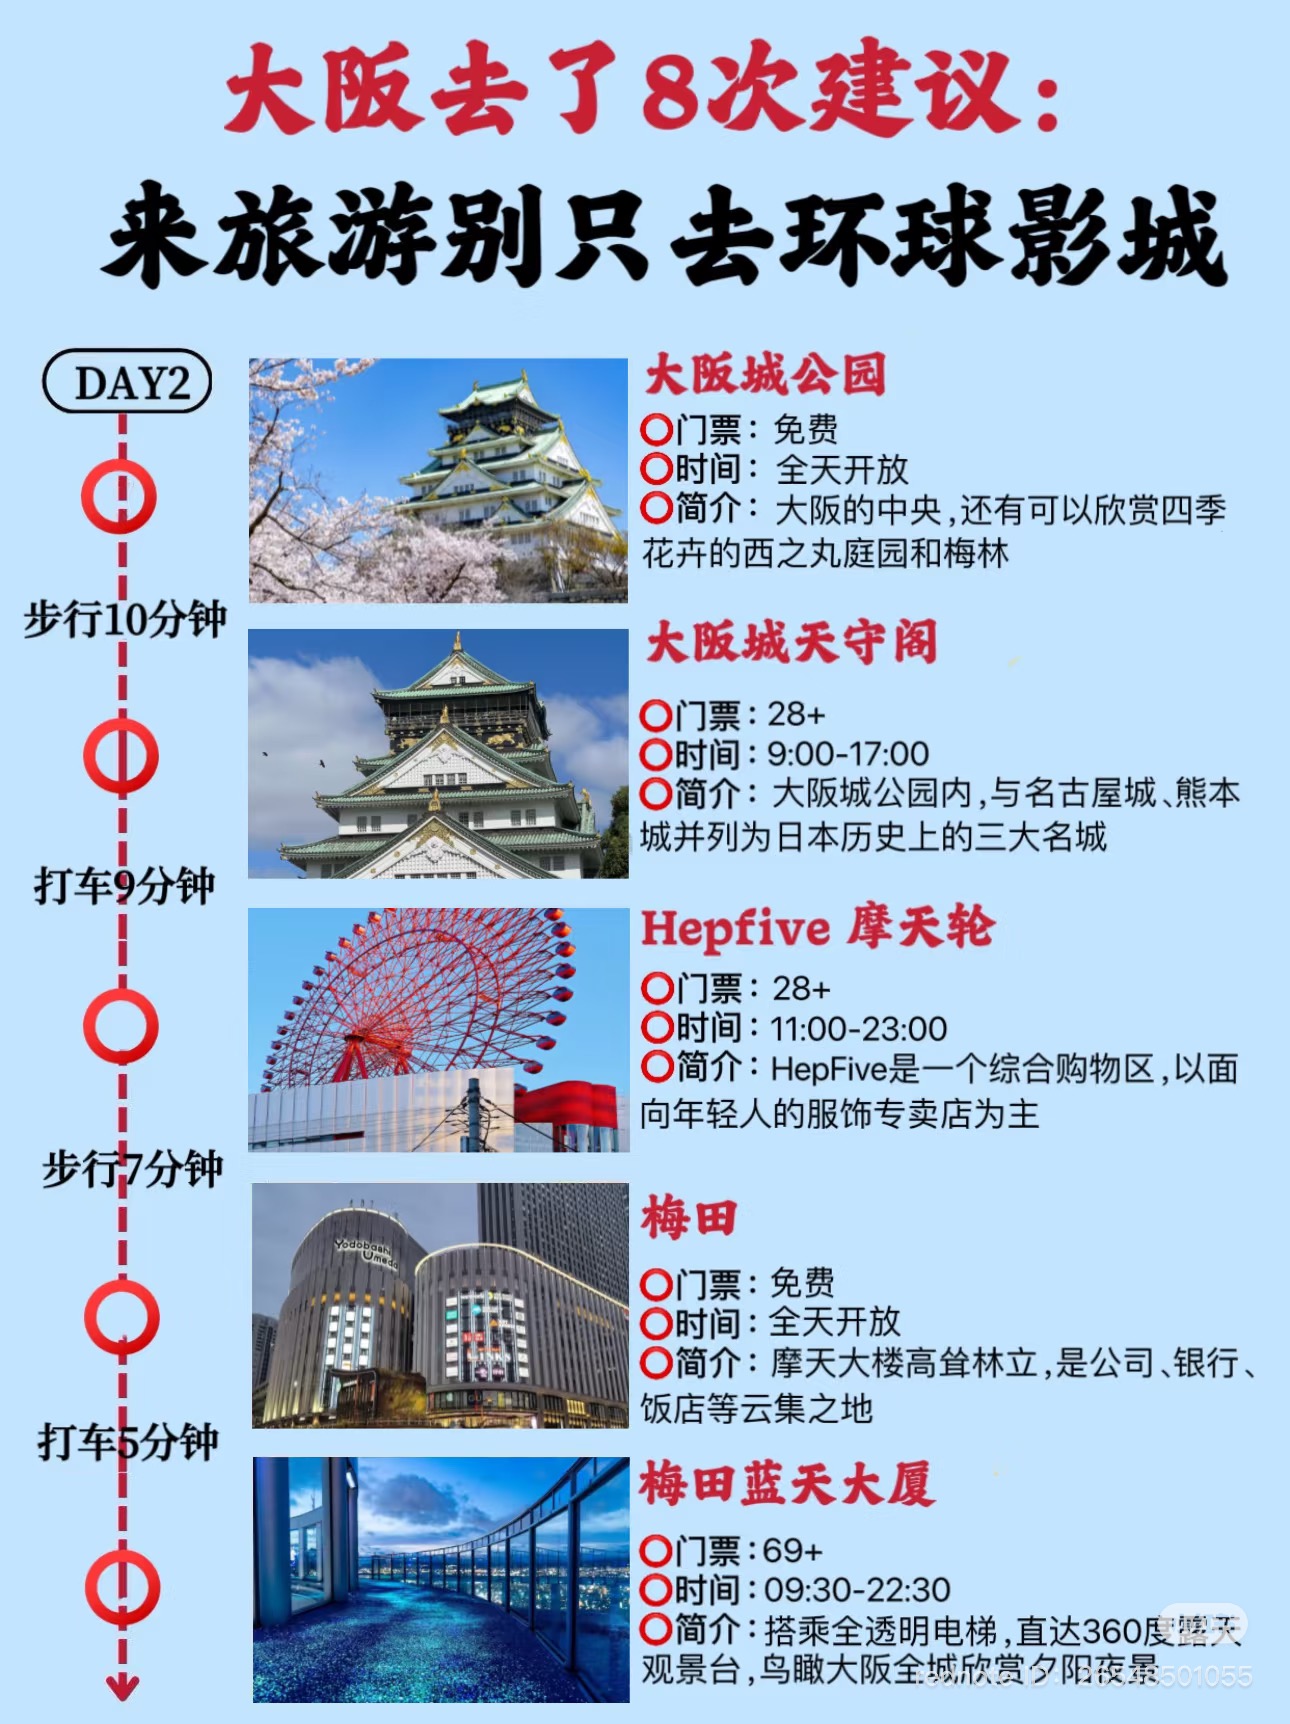 大阪去了8次建议：
来旅游别只去环球影城
DAY2
大阪城公园
门票：免费
时间：全天开放
简介：大阪的中央,还有可以欣赏四季
花卉的西之丸庭园和梅林
步行10分钟
大阪城天守阁
门票：28+
时间：9:00-17:00
简介：大阪城公园内,与名古屋城、熊本
城并列为日本历史上的三大名城
打车9分钟
Hepfive 摩天轮
门票：28+
时间：11:00-23:00
简介：HepFive是一个综合购物区,以面
向年轻人的服饰专卖店为主
步行7分钟
Yodobashi
Umeda
LINKS
梅田
门票：免费
时间：全天开放
简介：摩天大楼高耸林立,是公司、银行、
饭店等云集之地
打车5分钟
梅田蓝天大厦
门票：69+
时间：09:30-22:30
简介：搭乘全透明电梯,直达360度露天
观景台,鸟瞰大阪全城欣赏夕阳夜景
rednote ID: 26548501055